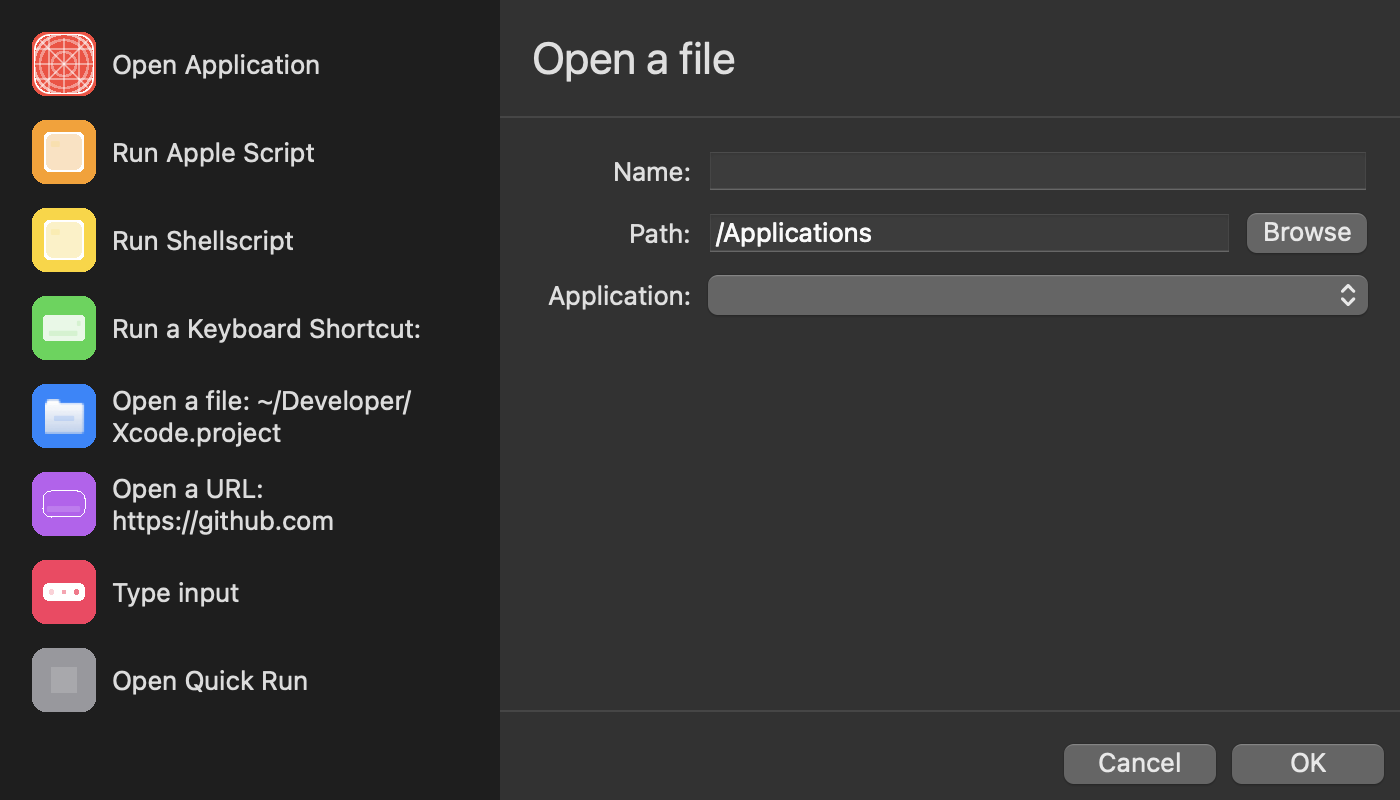 Open Application
Run Apple Script
Run Shellscript
Run a Keyboard Shortcut:
Open a file: ~/Developer/
Xcode.project
Open a URL:
https://github.com
Type input
Open Quick Run
Open a file
Name:
Path: /Applications Browse
Application:
Cancel OK